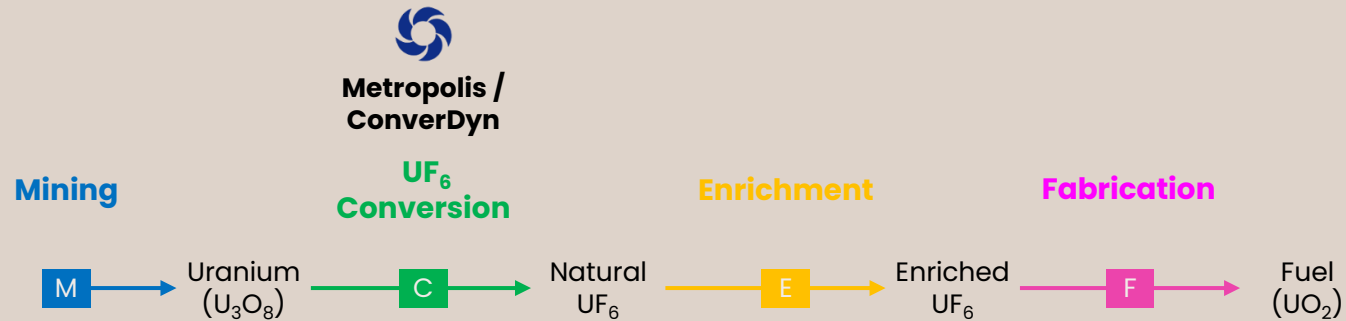 Metropolis /
ConverDyn
Mining
UF₆
Conversion
Enrichment
Fabrication
M
Uranium
(U₃O₈)
C
Natural
UF₆
E
Enriched
UF₆
F
Fuel
(UO₂)